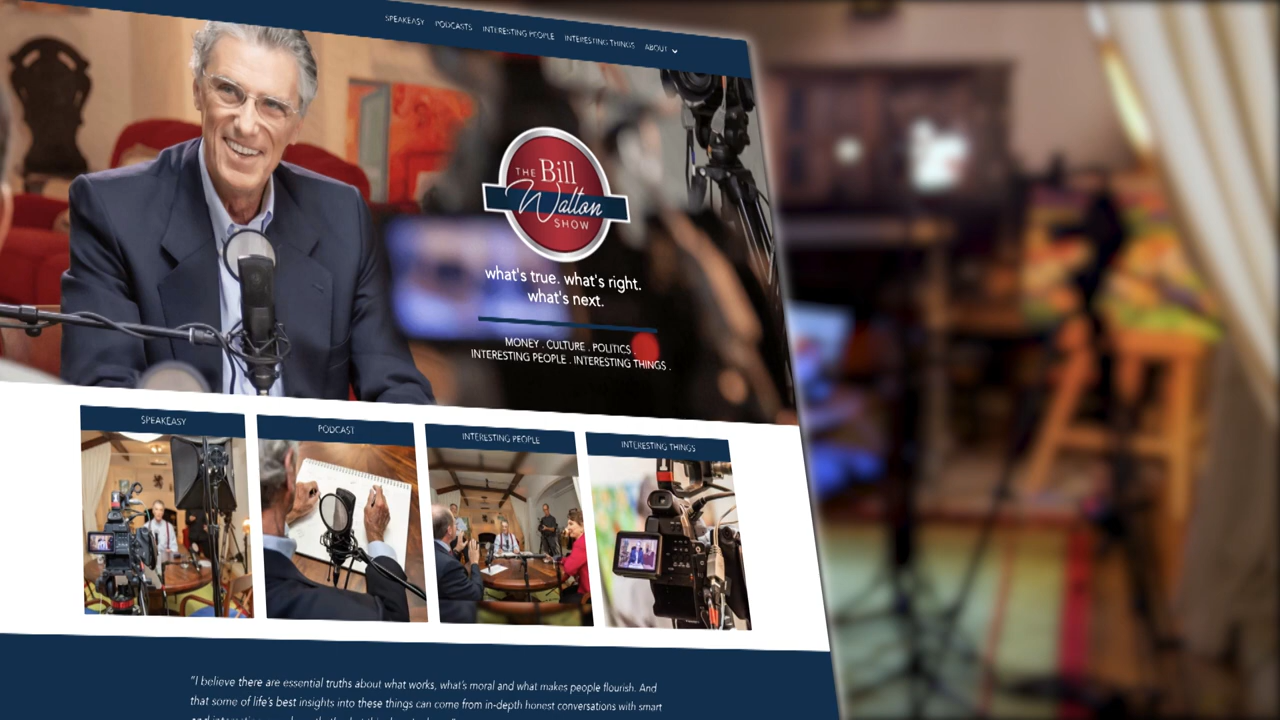 SPEAKEASY PODCASTS INTERESTING PEOPLE INTERESTING THINGS ABOUT
THE Bill
Walton
SHOW
what's true. what's right.
what's next.
MONEY . CULTURE . POLITICS .
INTERESTING PEOPLE . INTERESTING THINGS .
SPEAKEASY
PODCAST
INTERESTING PEOPLE
INTERESTING THINGS
"I believe there are essential truths about what works, what's moral and what makes people flourish. And
that some of life's best insights into these things can come from in-depth honest conversations with smart